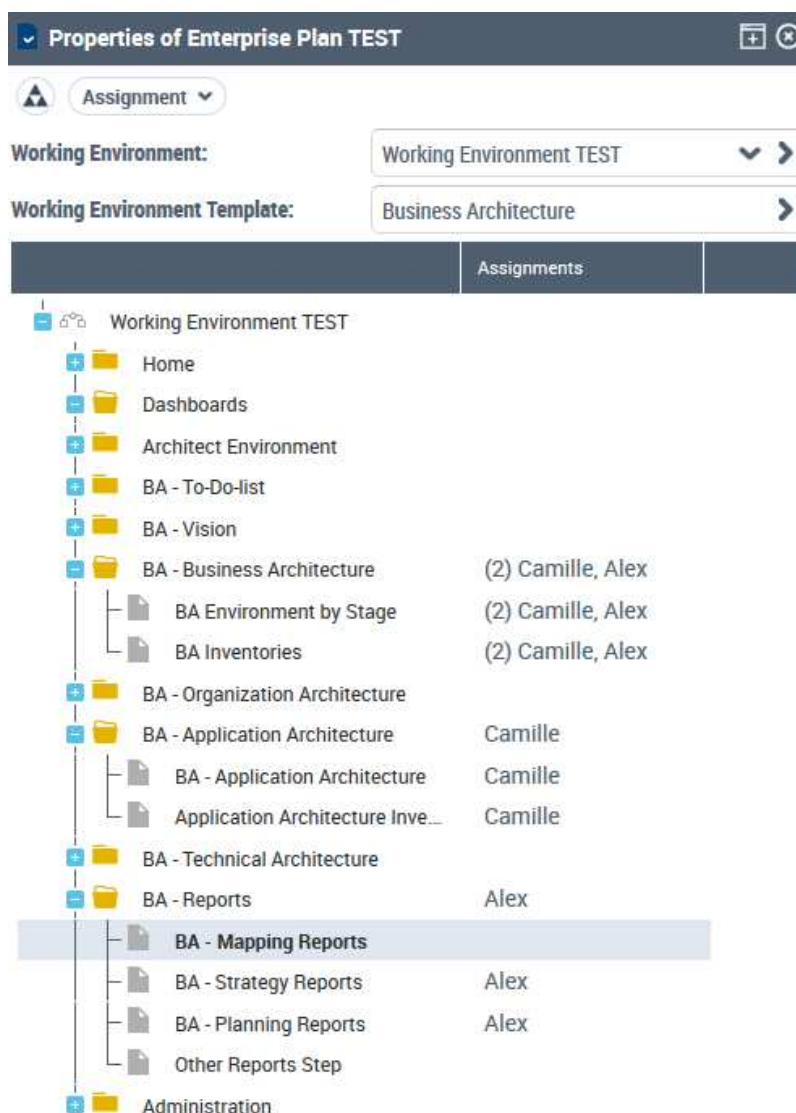 Properties of Enterprise Plan TEST
Assignment
Working Environment: Working Environment TEST
Working Environment Template: Business Architecture
Assignments
Working Environment TEST
Home
Dashboards
Architect Environment
BA - To-Do-list
BA - Vision
BA - Business Architecture (2) Camille, Alex
BA Environment by Stage (2) Camille, Alex
BA Inventories (2) Camille, Alex
BA - Organization Architecture
BA - Application Architecture Camille
BA - Application Architecture Camille
Application Architecture Inve... Camille
BA - Technical Architecture
BA - Reports Alex
BA - Mapping Reports
BA - Strategy Reports Alex
BA - Planning Reports Alex
Other Reports Step
Administration